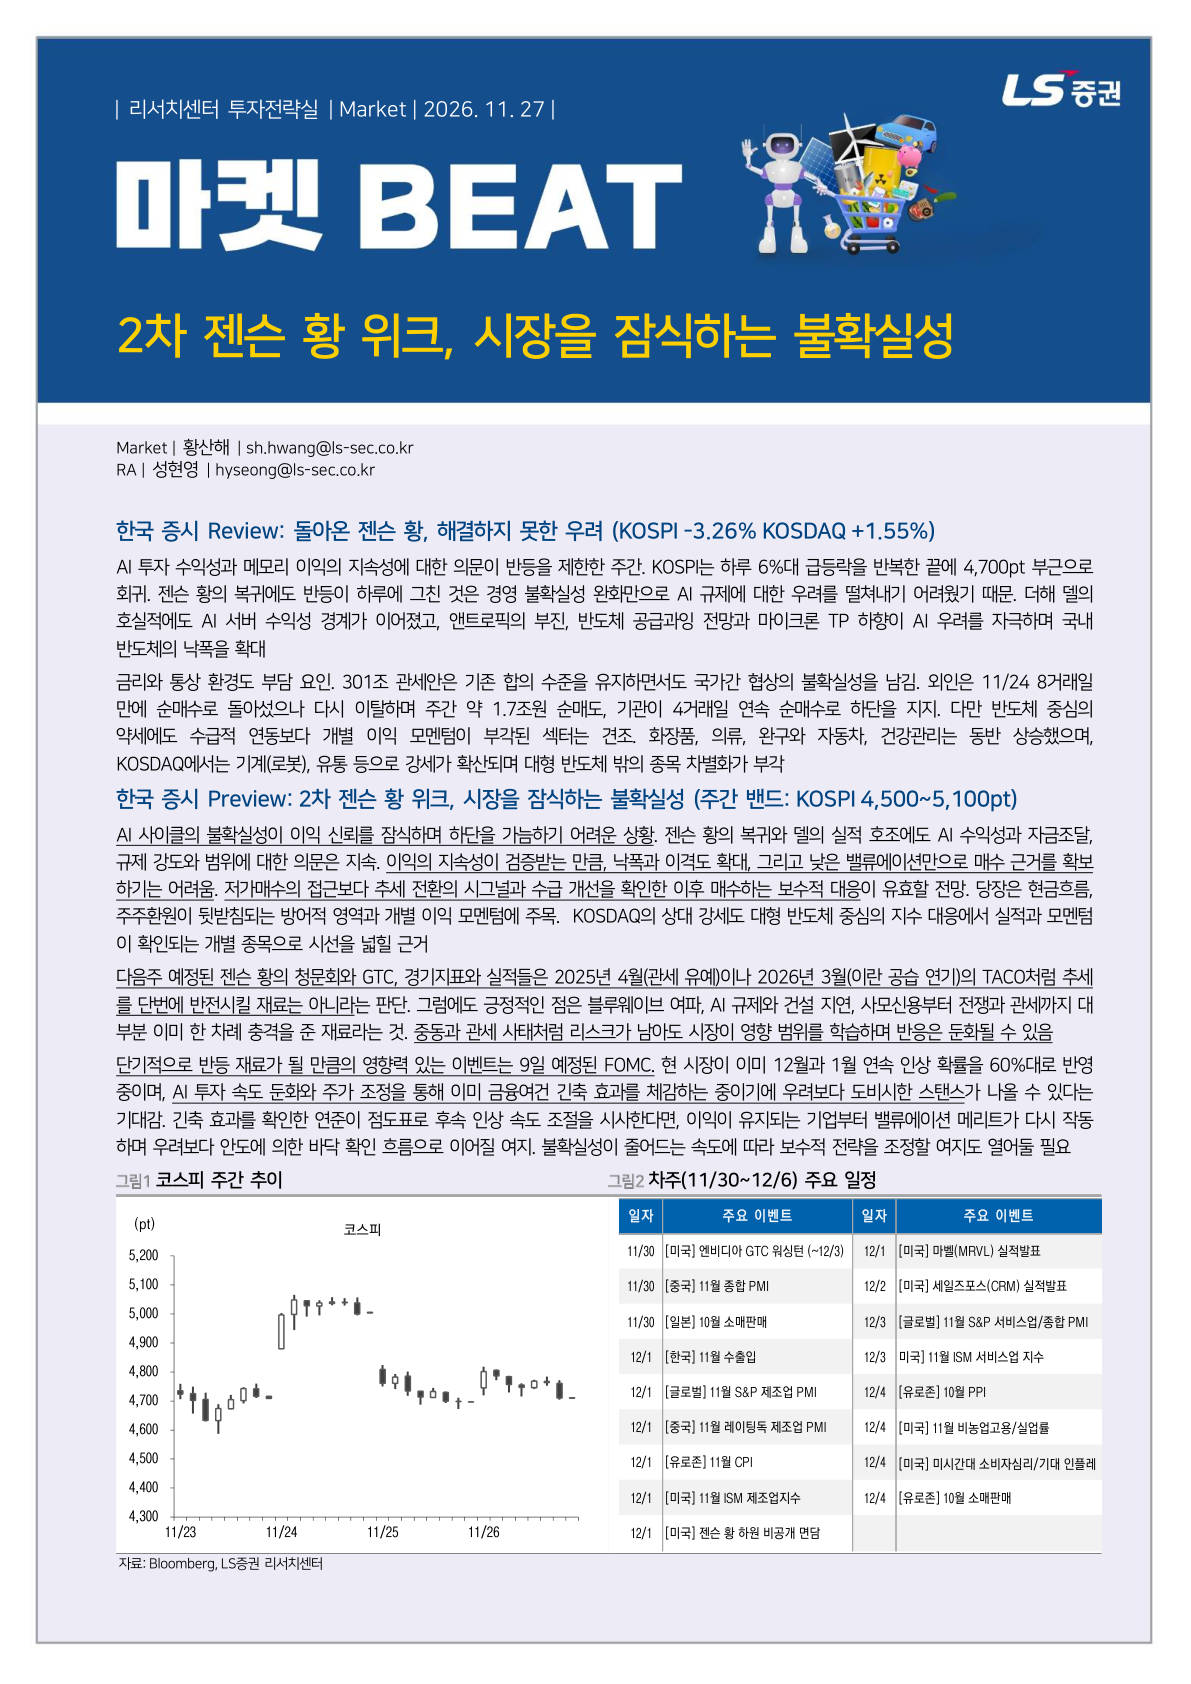 LS증권
| 리서치센터 투자전략실 | Market | 2026. 11. 27 |
마켓 BEAT
2차 젠슨 황 위크, 시장을 잠식하는 불확실성
Market | 황산해 | sh.hwang@ls-sec.co.kr
RA | 성현영 | hyseong@ls-sec.co.kr
한국 증시 Review: 돌아온 젠슨 황, 해결하지 못한 우려 (KOSPI -3.26% KOSDAQ +1.55%)
AI 투자 수익성과 메모리 이익의 지속성에 대한 의문이 반등을 제한한 주간. KOSPI는 하루 6%대 급등락을 반복한 끝에 4,700pt 부근으로
회귀. 젠슨 황의 복귀에도 반등이 하루에 그친 것은 경영 불확실성 완화만으로 AI 규제에 대한 우려를 떨쳐내기 어려웠기 때문. 더해 델의
호실적에도 AI 서버 수익성 경계가 이어졌고, 앤트로픽의 부진, 반도체 공급과잉 전망과 마이크론 TP 하향이 AI 우려를 자극하며 국내
반도체의 낙폭을 확대
금리와 통상 환경도 부담 요인. 301조 관세안은 기존 합의 수준을 유지하면서도 국가간 협상의 불확실성을 남김. 외인은 11/24 8거래일
만에 순매수로 돌아섰으나 다시 이탈하며 주간 약 1.7조원 순매도, 기관이 4거래일 연속 순매수로 하단을 지지. 다만 반도체 중심의
약세에도 수급적 연동보다 개별 이익 모멘텀이 부각된 섹터는 견조. 화장품, 의류, 완구와 자동차, 건강관리는 동반 상승했으며,
KOSDAQ에서는 기계(로봇), 유통 등으로 강세가 확산되며 대형 반도체 밖의 종목 차별화가 부각
한국 증시 Preview: 2차 젠슨 황 위크, 시장을 잠식하는 불확실성 (주간 밴드: KOSPI 4,500~5,100pt)
AI 사이클의 불확실성이 이익 신뢰를 잠식하며 하단을 가늠하기 어려운 상황. 젠슨 황의 복귀와 델의 실적 호조에도 AI 수익성과 자금조달,
규제 강도와 범위에 대한 의문은 지속. 이익의 지속성이 검증받는 만큼, 낙폭과 이격도 확대, 그리고 낮은 밸류에이션만으로 매수 근거를 확보
하기는 어려움. 저가매수의 접근보다 추세 전환의 시그널과 수급 개선을 확인한 이후 매수하는 보수적 대응이 유효할 전망. 당장은 현금흐름,
주주환원이 뒷받침되는 방어적 영역과 개별 이익 모멘텀에 주목. KOSDAQ의 상대 강세도 대형 반도체 중심의 지수 대응에서 실적과 모멘텀
이 확인되는 개별 종목으로 시선을 넓힐 근거
다음주 예정된 젠슨 황의 청문회와 GTC, 경기지표와 실적들은 2025년 4월(관세 유예)이나 2026년 3월(이란 공습 연기)의 TACO처럼 추세
를 단번에 반전시킬 재료는 아니라는 판단. 그럼에도 긍정적인 점은 블루웨이브 여파, AI 규제와 건설 지연, 사모신용부터 전쟁과 관세까지 대
부분 이미 한 차례 충격을 준 재료라는 것. 중동과 관세 사태처럼 리스크가 남아도 시장이 영향 범위를 학습하며 반응은 둔화될 수 있음
단기적으로 반등 재료가 될 만큼의 영향력 있는 이벤트는 9일 예정된 FOMC. 현 시장이 이미 12월과 1월 연속 인상 확률을 60%대로 반영
중이며, AI 투자 속도 둔화와 주가 조정을 통해 이미 금융여건 긴축 효과를 체감하는 중이기에 우려보다 도비시한 스탠스가 나올 수 있다는
기대감. 긴축 효과를 확인한 연준이 점도표로 후속 인상 속도 조절을 시사한다면, 이익이 유지되는 기업부터 밸류에이션 메리트가 다시 작동
하며 우려보다 안도에 의한 바닥 확인 흐름으로 이어질 여지. 불확실성이 줄어드는 속도에 따라 보수적 전략을 조정할 여지도 열어둘 필요
그림1 코스피 주간 추이
(pt)
코스피
5,200
5,100
5,000
4,900
4,800
4,700
4,600
4,500
4,400
4,300
11/23 11/24 11/25 11/26
그림2 차주(11/30~12/6) 주요 일정
일자 주요 이벤트 일자 주요 이벤트
11/30 [미국] 엔비디아 GTC 워싱턴 (~12/3) 12/1 [미국] 마벨(MRVL) 실적발표
11/30 [중국] 11월 종합 PMI 12/2 [미국] 세일즈포스(CRM) 실적발표
11/30 [일본] 10월 소매판매 12/3 [글로벌] 11월 S&P 서비스업/종합 PMI
12/1 [한국] 11월 수출입 12/3 미국] 11월 ISM 서비스업 지수
12/1 [글로벌] 11월 S&P 제조업 PMI 12/4 [유로존] 10월 PPI
12/1 [중국] 11월 레이팅독 제조업 PMI 12/4 [미국] 11월 비농업고용/실업률
12/1 [유로존] 11월 CPI 12/4 [미국] 미시간대 소비자심리/기대 인플레
12/1 [미국] 11월 ISM 제조업지수 12/4 [유로존] 10월 소매판매
12/1 [미국] 젠슨 황 하원 비공개 면담
자료: Bloomberg, LS증권 리서치센터